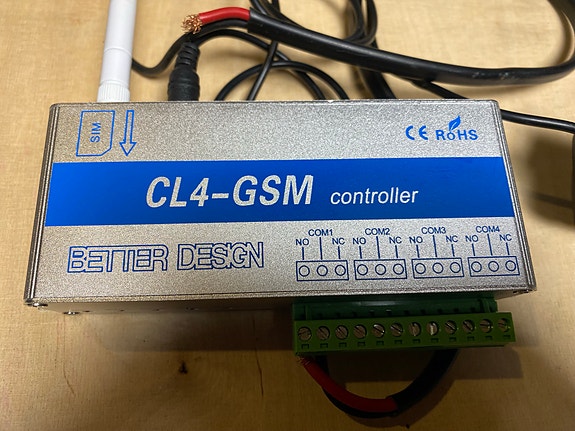 SIM
CE RoHS
CL4-GSM controller
BETTER DESIGN
COM1 COM2 COM3 COM4
NO NC NO NC NO NC NO NC